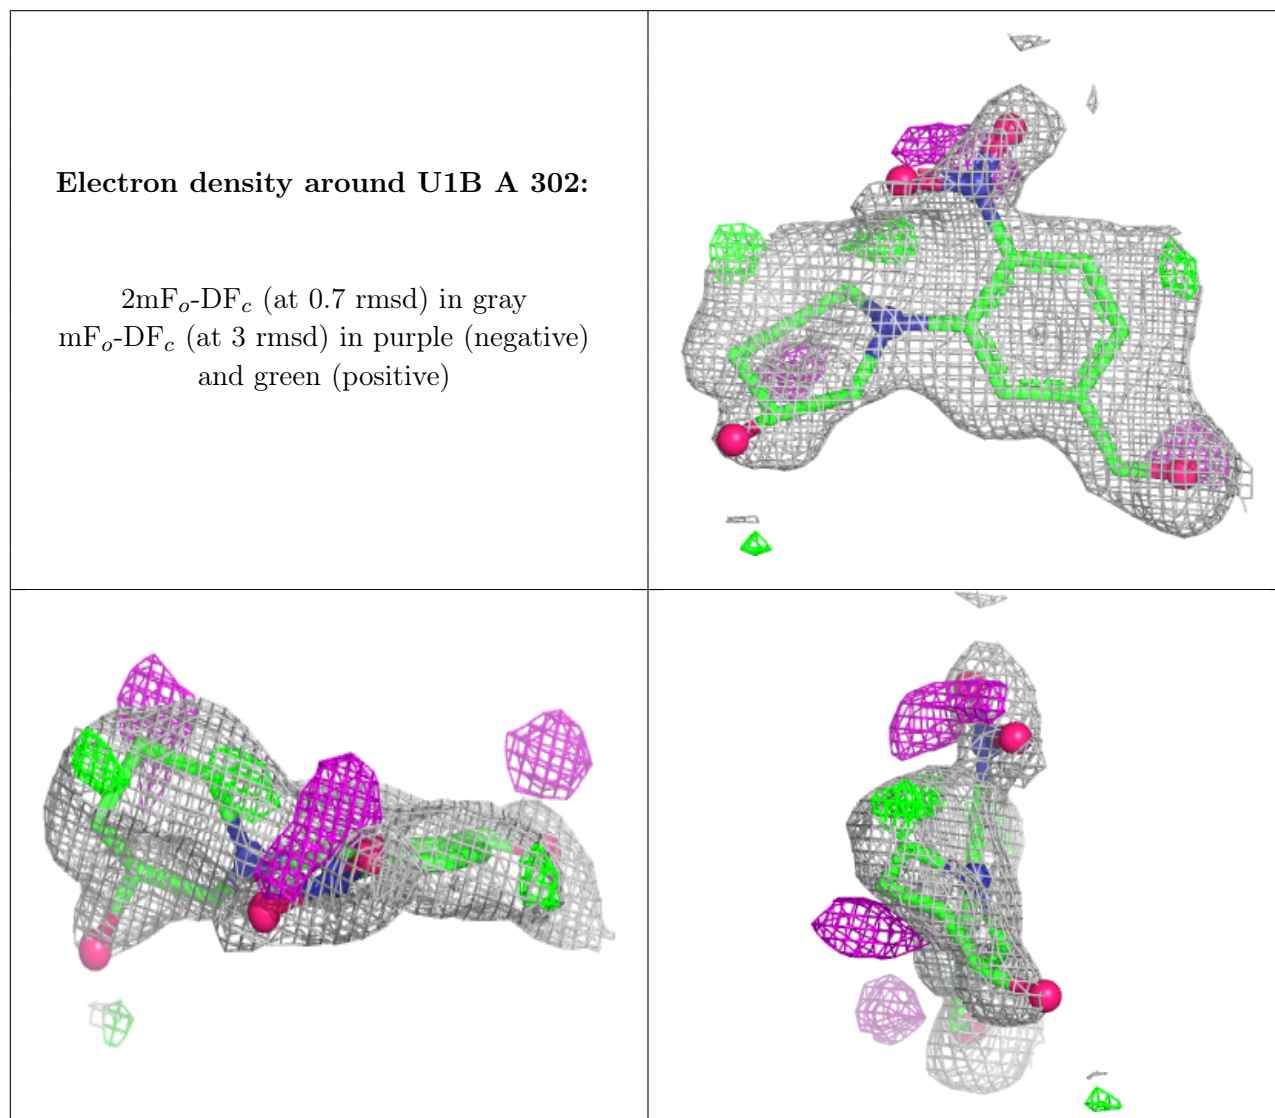 Electron density around U1B A 302:
2mFₒ-DF𝒸 (at 0.7 rmsd) in gray
mFₒ-DF𝒸 (at 3 rmsd) in purple (negative)
and green (positive)